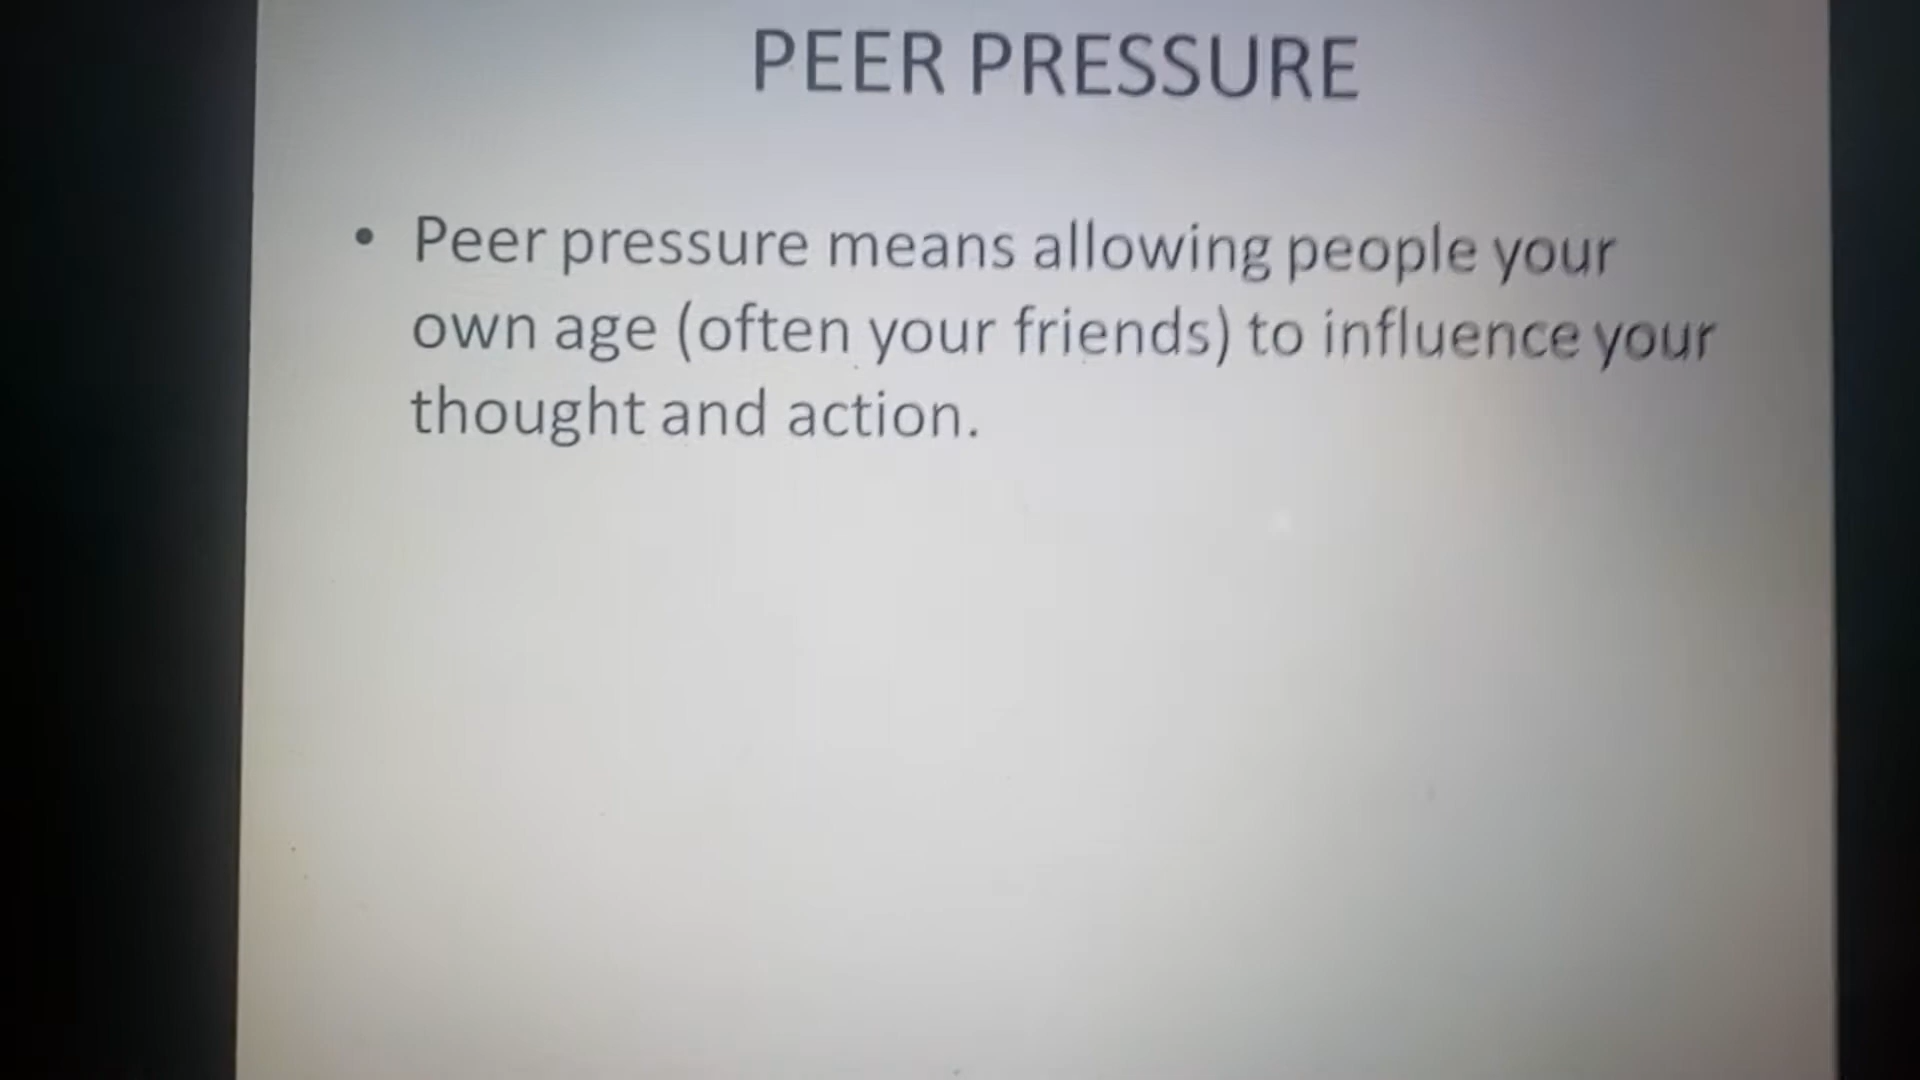 PEER PRESSURE
• Peer pressure means allowing people your
own age (often your friends) to influence your
thought and action.